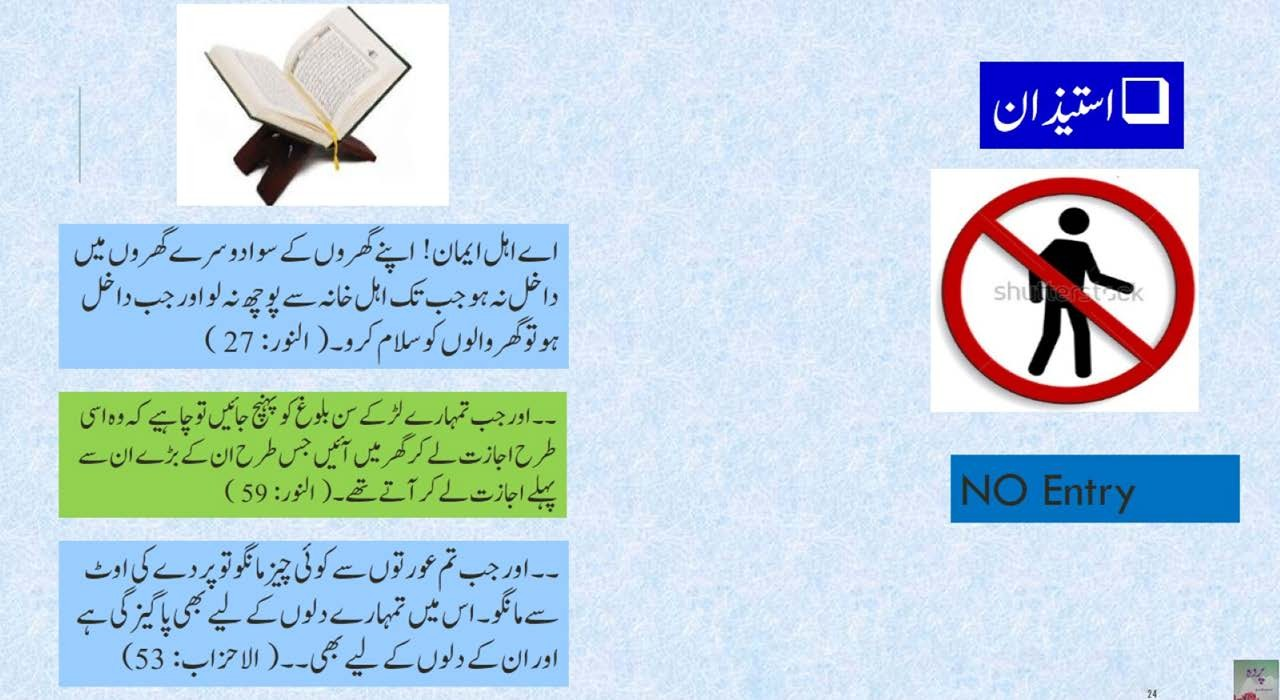 استیذان
shutterstock
NO Entry
اے اہل ایمان! اپنے گھروں کے سوا دوسرے گھروں میں
داخل نہ ہو جب تک اہل خانہ سے پوچھ نہ لو اور جب داخل
ہو تو گھر والوں کو سلام کرو۔( النور: 27 )
۔۔اور جب تمہارے لڑکے سن بلوغ کو پہنچ جائیں تو چاہیے کہ وہ اسی
طرح اجازت لے کر گھر میں آئیں جس طرح ان کے بڑے ان سے
پہلے اجازت لے کر آتے تھے۔( النور: 59 )
۔۔اور جب تم عورتوں سے کوئی چیز مانگو تو پردے کی اوٹ
سے مانگو۔ اس میں تمہارے دلوں کے لیے بھی پاگیزگی ہے
اور ان کے دلوں کے لیے بھی۔۔( الاحزاب: 53)
24